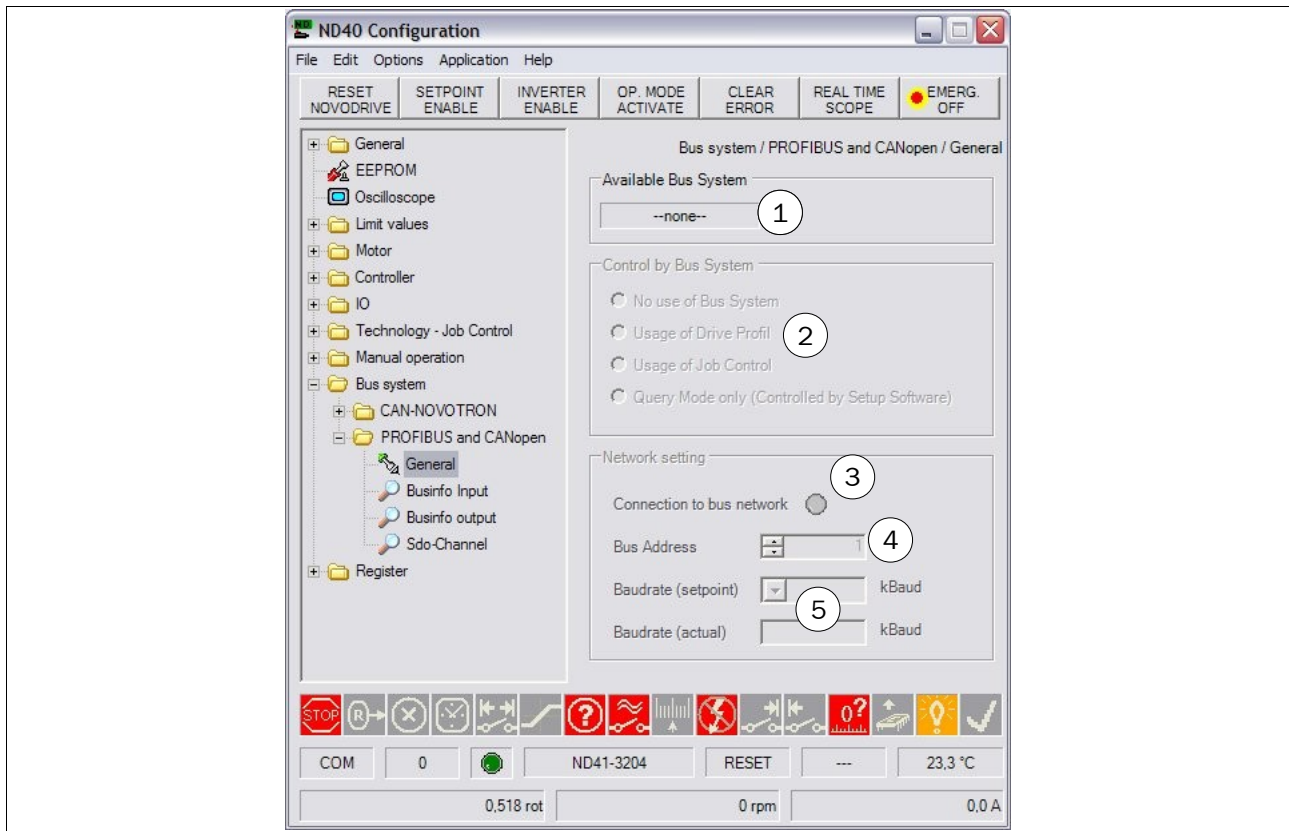 ND40 Configuration
File Edit Options Application Help
RESET NOVODRIVE
SETPOINT ENABLE
INVERTER ENABLE
OP. MODE ACTIVATE
CLEAR ERROR
REAL TIME SCOPE
EMERG. OFF
General
EEPROM
Oscilloscope
Limit values
Motor
Controller
IO
Technology - Job Control
Manual operation
Bus system
CAN-NOVOTRON
PROFIBUS and CANopen
General
Businfo Input
Businfo output
Sdo-Channel
Register
Bus system / PROFIBUS and CANopen / General
Available Bus System
--none-- 1
Control by Bus System
No use of Bus System
Usage of Drive Profil 2
Usage of Job Control
Query Mode only (Controlled by Setup Software)
Network setting
Connection to bus network 3
Bus Address 1 4
Baudrate (setpoint) kBaud
5
Baudrate (actual) kBaud
STOP R ? 0?
COM 0 ND41-3204 RESET --- 23,3 °C
0,518 rot 0 rpm 0,0 A